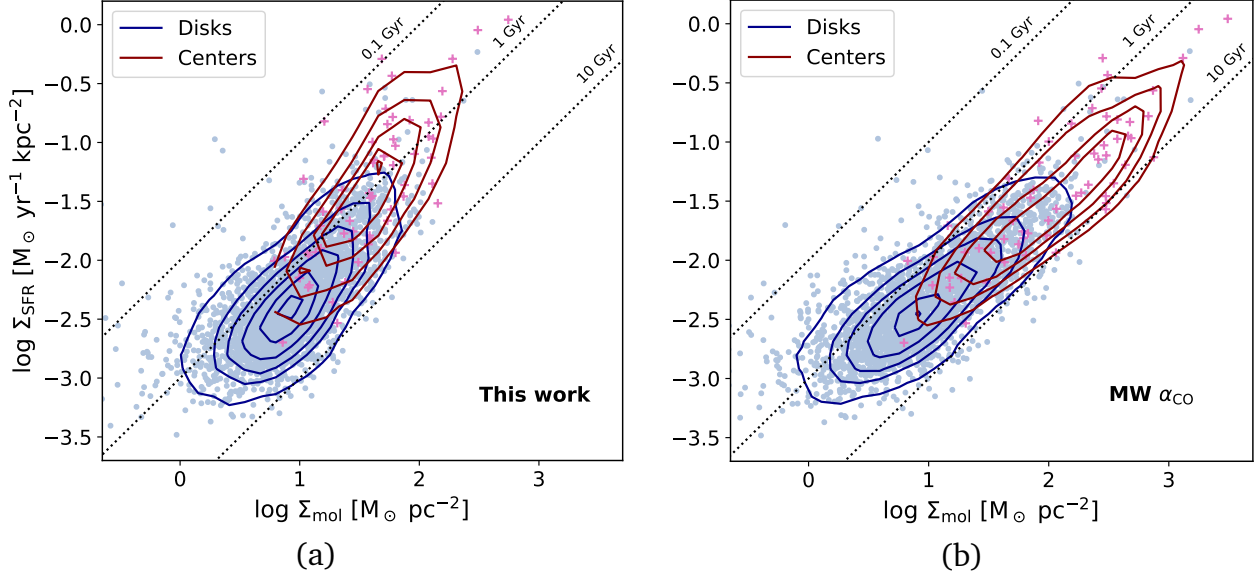 Disks
Centers
0.1 Gyr
1 Gyr
10 Gyr
0.0
−0.5
−1.0
−1.5
−2.0
−2.5
−3.0
−3.5
log Σ_SFR [M_⊙ yr⁻¹ kpc⁻²]
This work
0 1 2 3
log Σ_mol [M_⊙ pc⁻²]
(a)
Disks
Centers
0.1 Gyr
1 Gyr
10 Gyr
0.0
−0.5
−1.0
−1.5
−2.0
−2.5
−3.0
−3.5
MW α_CO
0 1 2 3
log Σ_mol [M_⊙ pc⁻²]
(b)